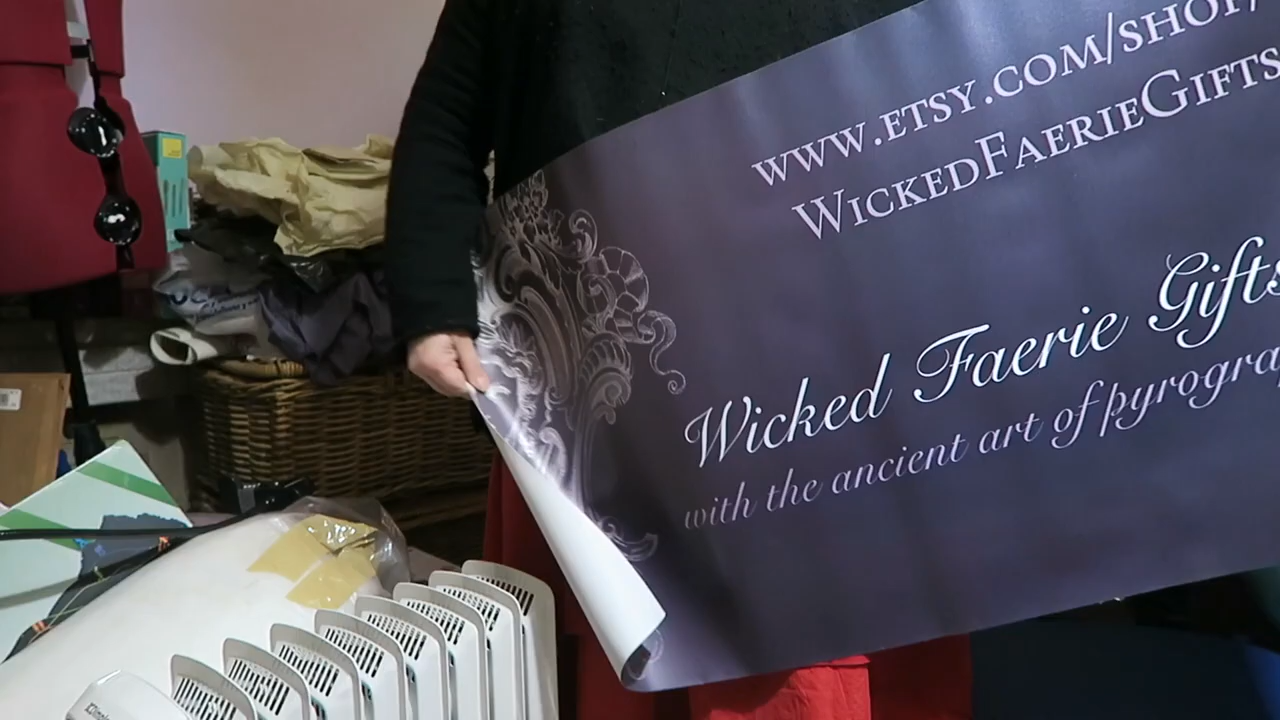 WWW.ETSY.COM/SHOP/
WICKEDFAERIEGIFTS
Wicked Faerie Gifts
with the ancient art of